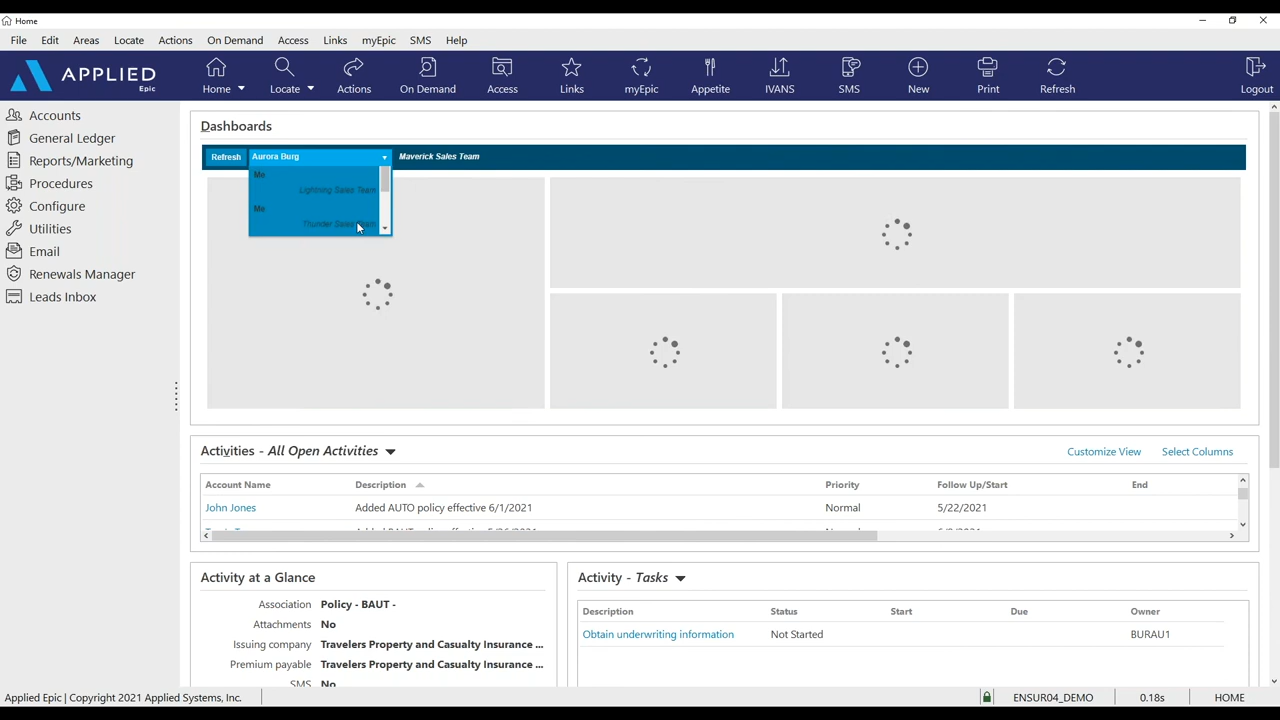 Home
File Edit Areas Locate Actions On Demand Access Links myEpic SMS Help
APPLIED Epic
Home Locate Actions On Demand Access Links myEpic Appetite IVANS SMS New Print Refresh Logout
Accounts
General Ledger
Reports/Marketing
Procedures
Configure
Utilities
Email
Renewals Manager
Leads Inbox
Dashboards
Refresh Aurora Burg Maverick Sales Team
Me
Lightning Sales Team
Me
Thunder Sales Team
Activities - All Open Activities Customize View Select Columns
Account Name Description Priority Follow Up/Start End
John Jones Added AUTO policy effective 6/1/2021 Normal 5/22/2021
Activity at a Glance
Association Policy - BAUT -
Attachments No
Issuing company Travelers Property and Casualty Insurance ...
Premium payable Travelers Property and Casualty Insurance ...
SMS No
Activity - Tasks
Description Status Start Due Owner
Obtain underwriting information Not Started BURAU1
Applied Epic | Copyright 2021 Applied Systems, Inc. ENSUR04_DEMO 0.18s HOME